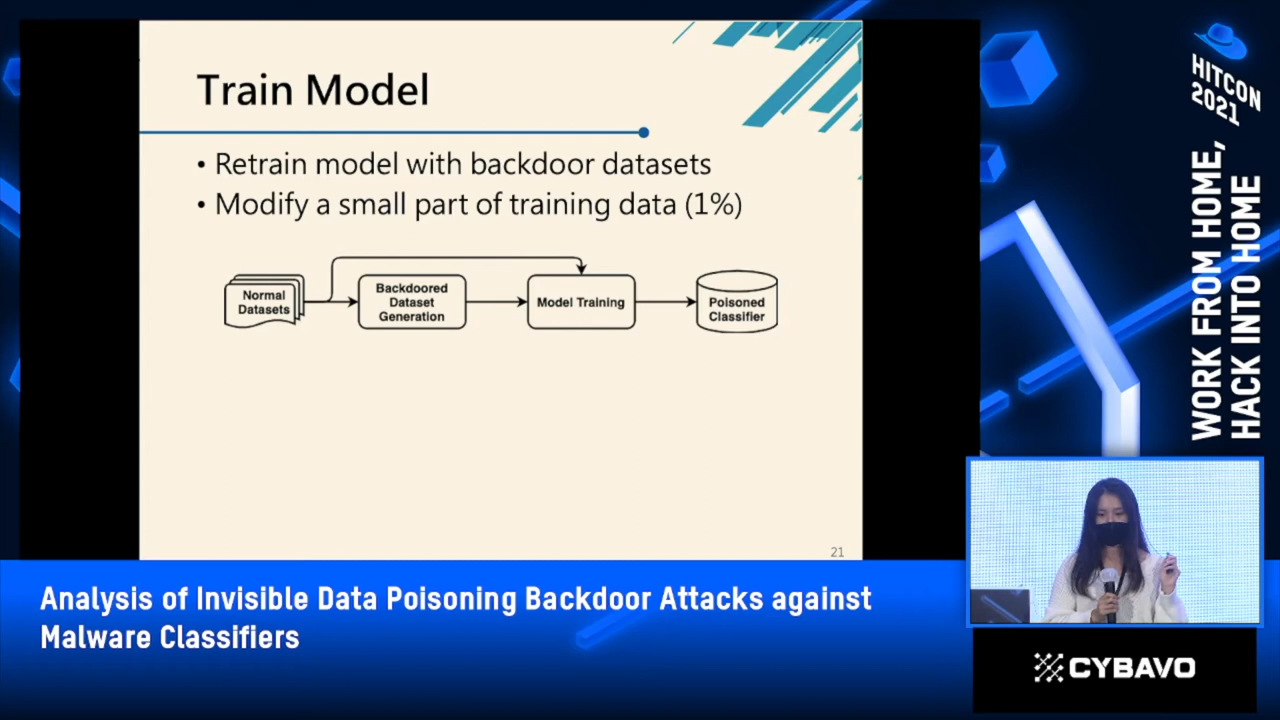 Train Model
• Retrain model with backdoor datasets
• Modify a small part of training data (1%)
Normal
Datasets
Backdoored
Dataset
Generation
Model Training
Poisoned
Classifier
21
HITCON
2021
WORK FROM HOME,
HACK INTO HOME
Analysis of Invisible Data Poisoning Backdoor Attacks against
Malware Classifiers
CYBAVO